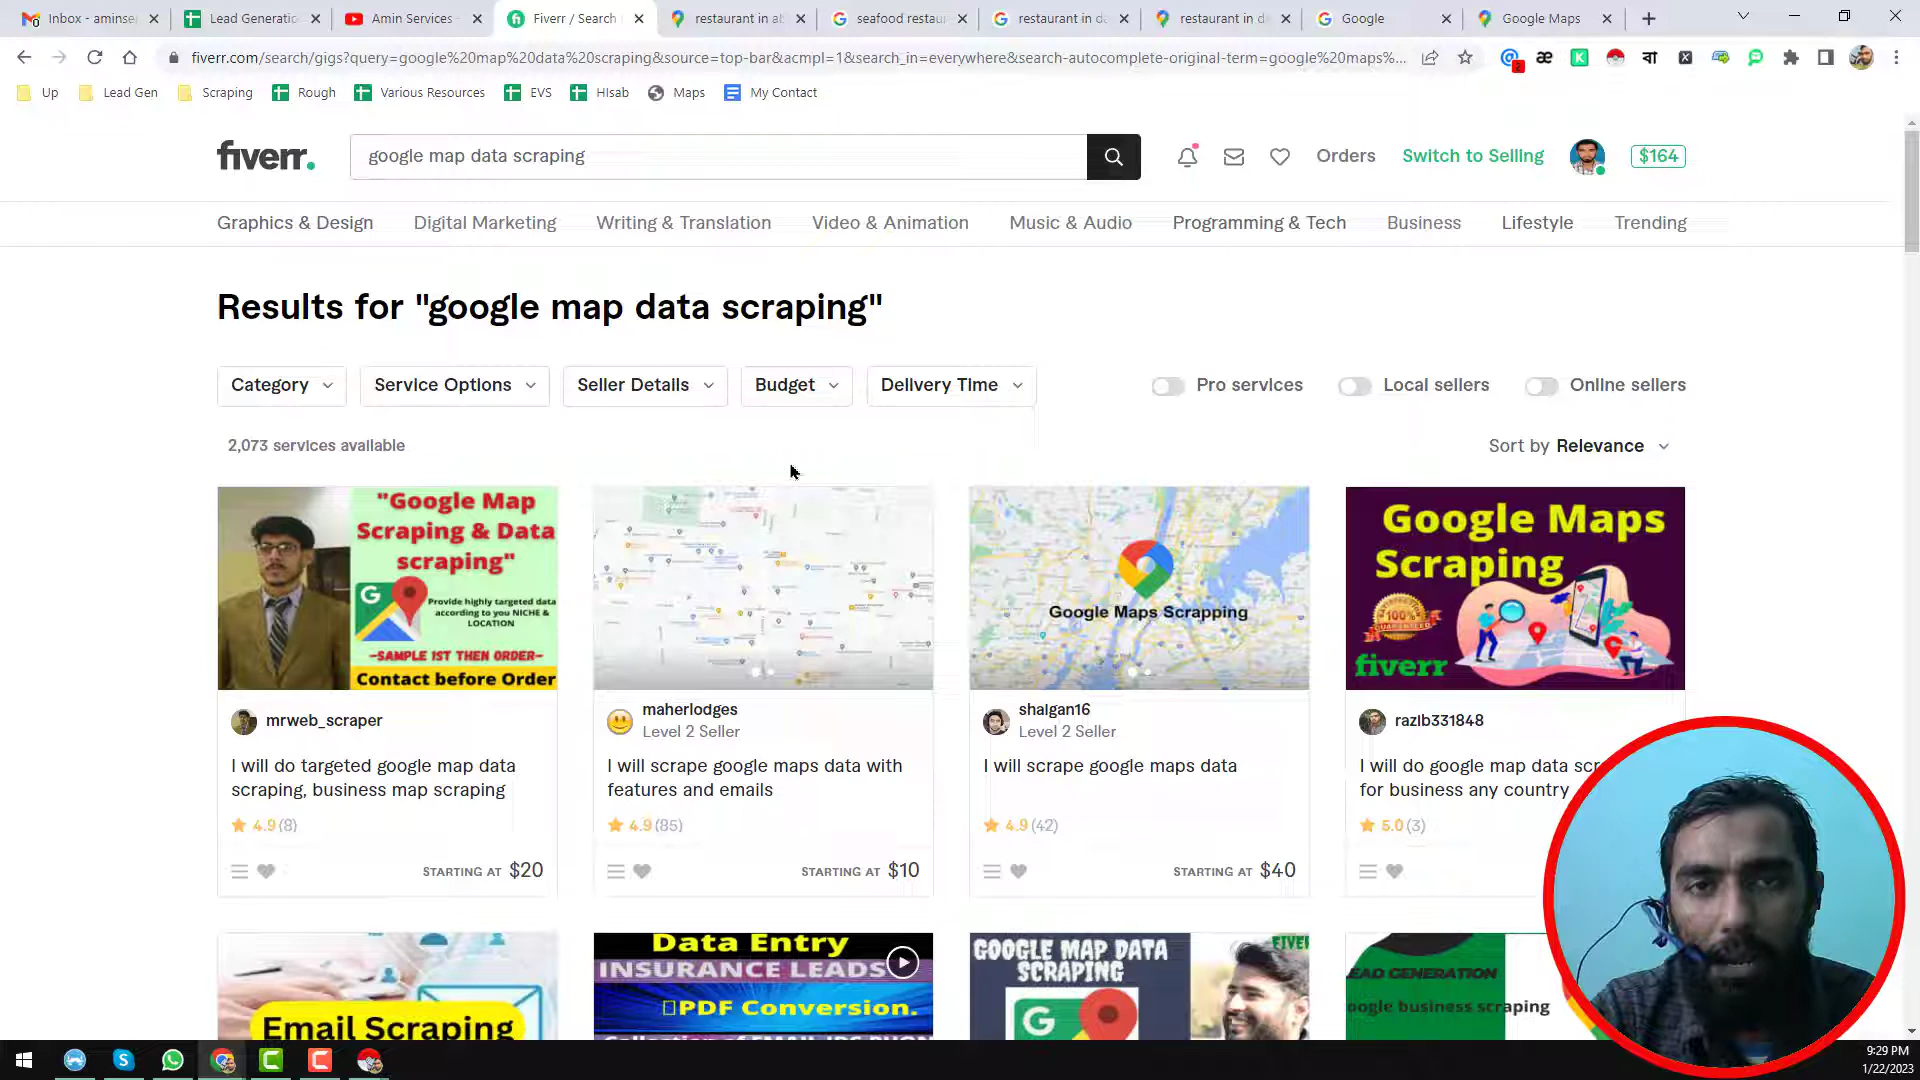 Inbox - aminse
Lead Generatio
Amin Services -
Fiverr / Search
restaurant in ab
seafood restau
restaurant in da
restaurant in d
Google
Google Maps
fiverr.com/search/gigs?query=google%20map%20data%20scraping&source=top-bar&acmpl=1&search_in=everywhere&search-autocomplete-original-term=google%20maps%...
Up
Lead Gen
Scraping
Rough
Various Resources
EVS
HIsab
Maps
My Contact
fiverr.
google map data scraping
Orders
Switch to Selling
$164
Graphics & Design
Digital Marketing
Writing & Translation
Video & Animation
Music & Audio
Programming & Tech
Business
Lifestyle
Trending
Results for "google map data scraping"
Category
Service Options
Seller Details
Budget
Delivery Time
Pro services
Local sellers
Online sellers
2,073 services available
Sort by Relevance
"Google Map
Scraping & Data
scraping"
Provide highly targeted data
according to you NICHE &
LOCATION
~SAMPLE IST THEN ORDER~
Contact before Order
Google Maps Scrapping
Google Maps
Scraping
100%
fiverr
mrweb_scraper
maherlodges
Level 2 Seller
shalgan16
Level 2 Seller
razib331848
I will do targeted google map data
scraping, business map scraping
I will scrape google maps data with
features and emails
I will scrape google maps data
I will do google map data scr
for business any country
4.9 (8)
4.9 (85)
4.9 (42)
5.0 (3)
STARTING AT $20
STARTING AT $10
STARTING AT $40
Email Scraping
Data Entry
INSURANCE LEADS
PDF Conversion.
GOOGLE MAP DATA
SCRAPING
FIVER
EAD GENERATION
oogle business scraping
9:29 PM
1/22/2023